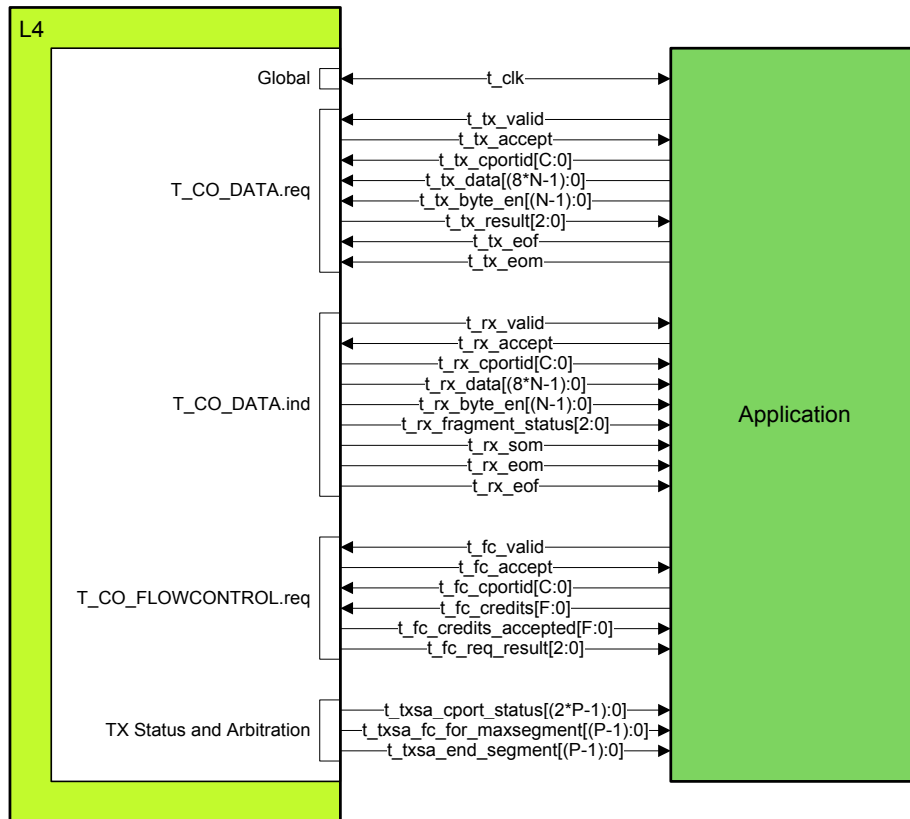 L4
Global
t_clk
T_CO_DATA.req
t_tx_valid
t_tx_accept
t_tx_cportid[C:0]
t_tx_data[(8*N-1):0]
t_tx_byte_en[(N-1):0]
t_tx_result[2:0]
t_tx_eof
t_tx_eom
T_CO_DATA.ind
t_rx_valid
t_rx_accept
t_rx_cportid[C:0]
t_rx_data[(8*N-1):0]
t_rx_byte_en[(N-1):0]
t_rx_fragment_status[2:0]
t_rx_som
t_rx_eom
t_rx_eof
T_CO_FLOWCONTROL.req
t_fc_valid
t_fc_accept
t_fc_cportid[C:0]
t_fc_credits[F:0]
t_fc_credits_accepted[F:0]
t_fc_req_result[2:0]
TX Status and Arbitration
t_txsa_cport_status[(2*P-1):0]
t_txsa_fc_for_maxsegment[(P-1):0]
t_txsa_end_segment[(P-1):0]
Application